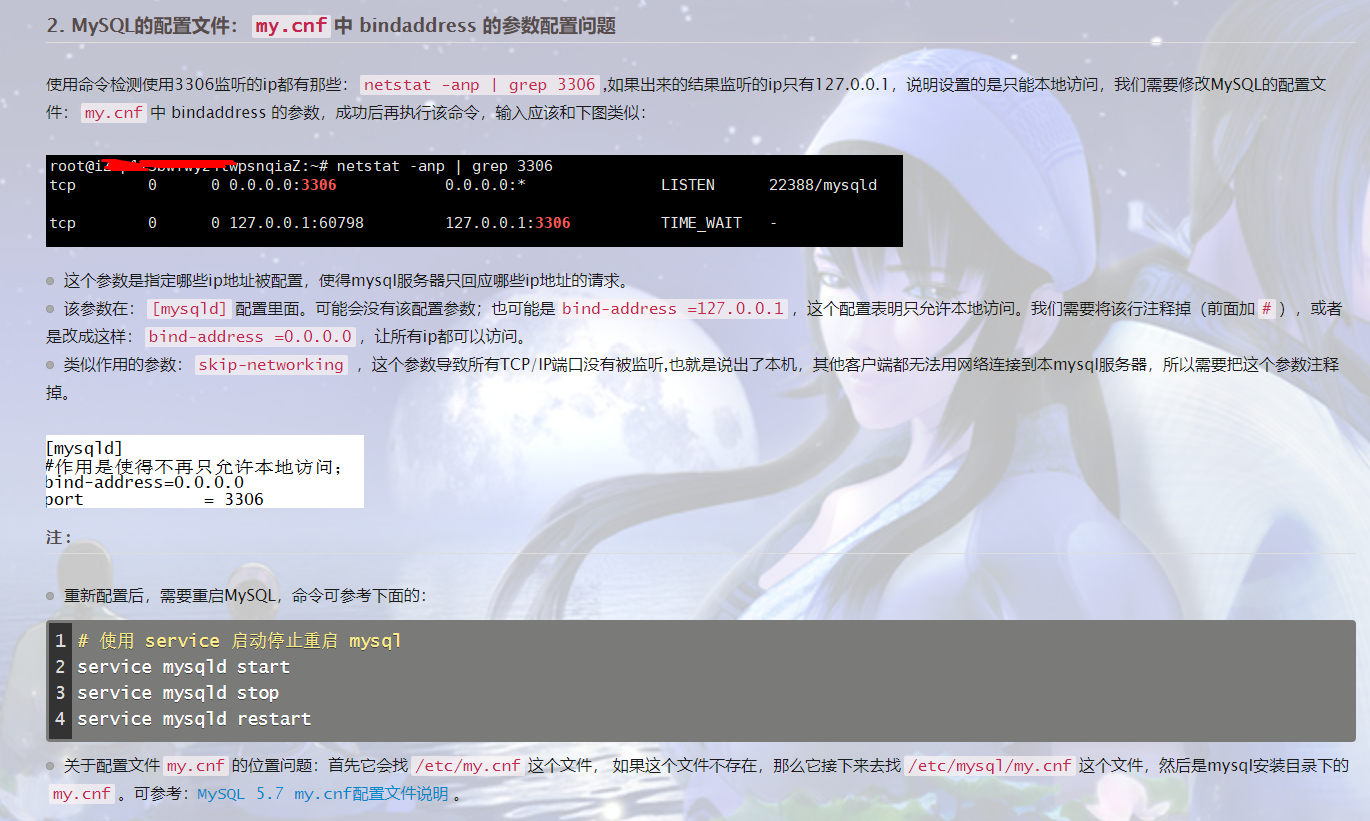 2. MySQL的配置文件： my.cnf 中 bindaddress 的参数配置问题
使用命令检测使用3306监听的ip都有那些： netstat -anp | grep 3306 ,如果出来的结果监听的ip只有127.0.0.1，说明设置的是只能本地访问，我们需要修改MySQL的配置文
件： my.cnf 中 bindaddress 的参数，成功后再执行该命令，输入应该和下图类似：
root@ :~# netstat -anp | grep 3306
tcp 0 0 0.0.0.0:3306 0.0.0.0:* LISTEN 22388/mysqld
tcp 0 0 127.0.0.1:60798 127.0.0.1:3306 TIME_WAIT -
这个参数是指定哪些ip地址被配置，使得mysql服务器只回应哪些ip地址的请求。
该参数在： [mysqld] 配置里面。可能会没有该配置参数；也可能是 bind-address =127.0.0.1 ，这个配置表明只允许本地访问。我们需要将该行注释掉（前面加 # ），或者
是改成这样： bind-address =0.0.0.0 ，让所有ip都可以访问。
类似作用的参数： skip-networking ，这个参数导致所有TCP/IP端口没有被监听,也就是说出了本机，其他客户端都无法用网络连接到本mysql服务器，所以需要把这个参数注释
掉。
[mysqld]
#作用是使得不再只允许本地访问；
bind-address=0.0.0.0
port = 3306
注：
重新配置后，需要重启MySQL，命令可参考下面的：
1 # 使用 service 启动停止重启 mysql
2 service mysqld start
3 service mysqld stop
4 service mysqld restart
关于配置文件 my.cnf 的位置问题：首先它会找 /etc/my.cnf 这个文件， 如果这个文件不存在，那么它接下来去找 /etc/mysql/my.cnf 这个文件，然后是mysql安装目录下的
my.cnf 。可参考：MySQL 5.7 my.cnf配置文件说明 。